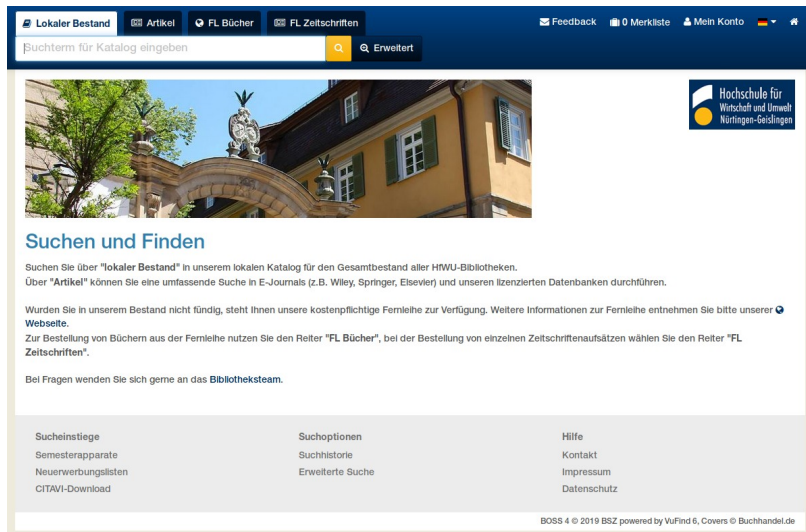 Lokaler Bestand Artikel FL Bücher FL Zeitschriften Feedback 0 Merkliste Mein Konto
Suchterm für Katalog eingeben Erweitert
Hochschule für
Wirtschaft und Umwelt
Nürtingen-Geislingen
Suchen und Finden
Suchen Sie über "lokaler Bestand" in unserem lokalen Katalog für den Gesamtbestand aller HfWU-Bibliotheken.
Über "Artikel" können Sie eine umfassende Suche in E-Journals (z.B. Wiley, Springer, Elsevier) und unseren lizenzierten Datenbanken durchführen.
Wurden Sie in unserem Bestand nicht fündig, steht Ihnen unsere kostenpflichtige Fernleihe zur Verfügung. Weitere Informationen zur Fernleihe entnehmen Sie bitte unserer
Webseite.
Zur Bestellung von Büchern aus der Fernleihe nutzen Sie den Reiter "FL Bücher", bei der Bestellung von einzelnen Zeitschriftenaufsätzen wählen Sie den Reiter "FL
Zeitschriften".
Bei Fragen wenden Sie sich gerne an das Bibliotheksteam.
Sucheinstiege Suchoptionen Hilfe
Semesterapparate Suchhistorie Kontakt
Neuerwerbungslisten Erweiterte Suche Impressum
CITAVI-Download Datenschutz
BOSS 4 © 2019 BSZ powered by VuFind 6, Covers © Buchhandel.de